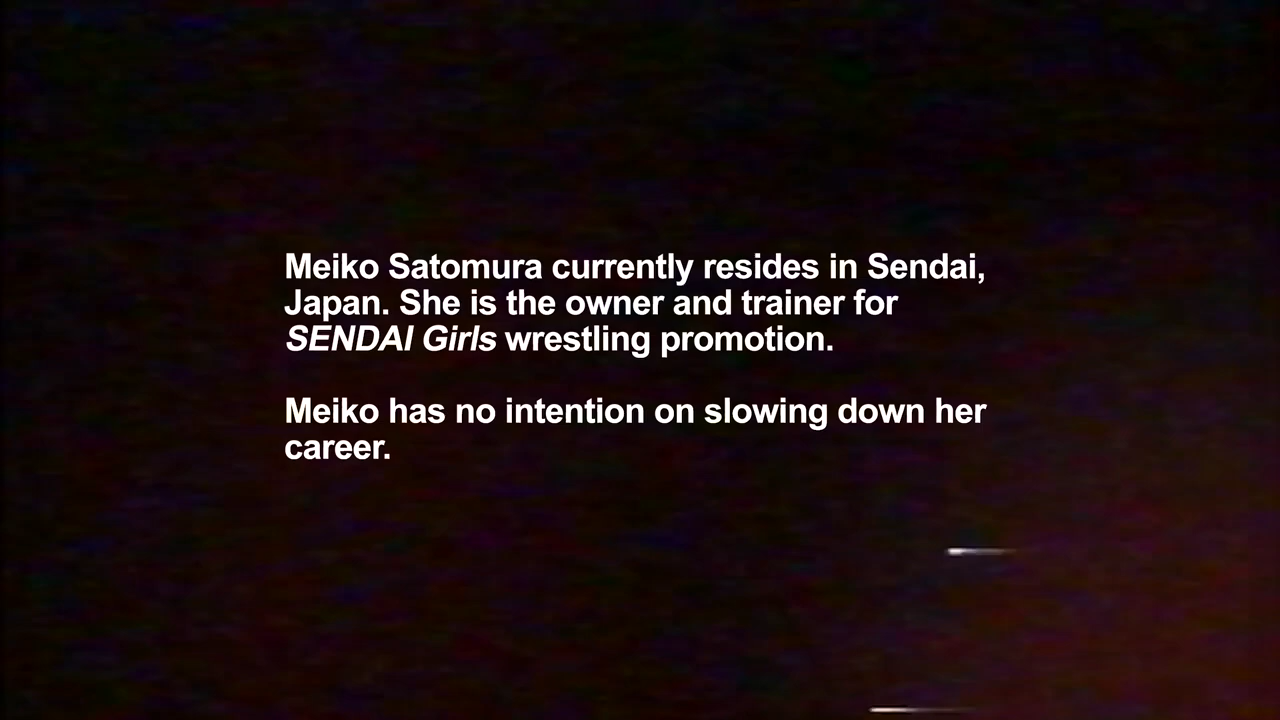 Meiko Satomura currently resides in Sendai,
Japan. She is the owner and trainer for
SENDAI Girls wrestling promotion.
Meiko has no intention on slowing down her
career.